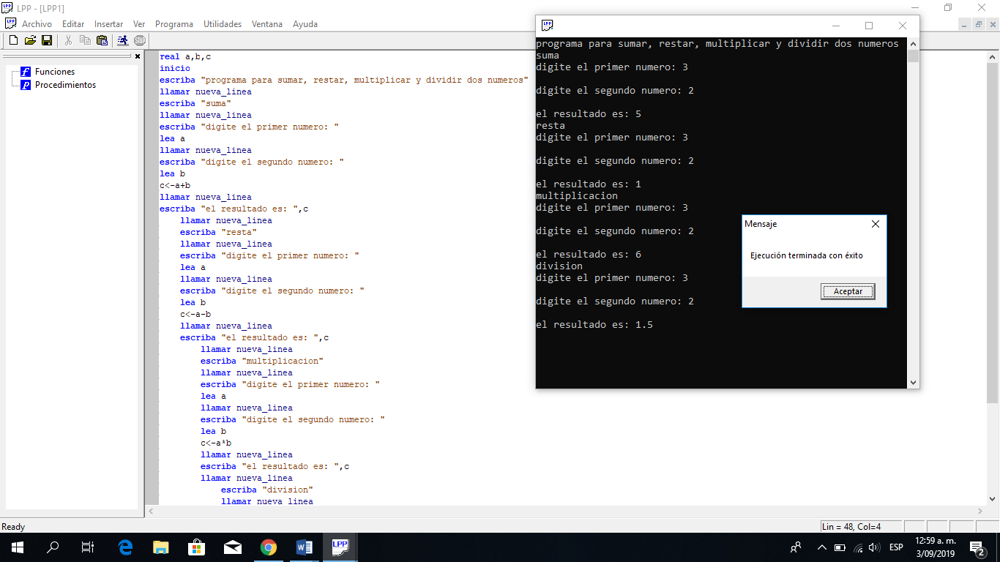 LPP - [LPP1]
Archivo Editar Insertar Ver Programa Utilidades Ventana Ayuda
Funciones
Procedimientos
real a,b,c
inicio
escriba "programa para sumar, restar, multiplicar y dividir dos numeros"
llamar nueva_linea
escriba "suma"
llamar nueva_linea
escriba "digite el primer numero: "
lea a
llamar nueva_linea
escriba "digite el segundo numero: "
lea b
c<-a+b
llamar nueva_linea
escriba "el resultado es: ",c
llamar nueva_linea
escriba "resta"
llamar nueva_linea
escriba "digite el primer numero: "
lea a
llamar nueva_linea
escriba "digite el segundo numero: "
lea b
c<-a-b
llamar nueva_linea
escriba "el resultado es: ",c
llamar nueva_linea
escriba "multiplicacion"
llamar nueva_linea
escriba "digite el primer numero: "
lea a
llamar nueva_linea
escriba "digite el segundo numero: "
lea b
c<-a*b
llamar nueva_linea
escriba "el resultado es: ",c
llamar nueva_linea
escriba "division"
llamar nueva linea
LPP
programa para sumar, restar, multiplicar y dividir dos numeros
suma
digite el primer numero: 3
digite el segundo numero: 2
el resultado es: 5
resta
digite el primer numero: 3
digite el segundo numero: 2
el resultado es: 1
multiplicacion
digite el primer numero: 3
digite el segundo numero: 2
el resultado es: 6
division
digite el primer numero: 3
digite el segundo numero: 2
el resultado es: 1.5
Mensaje
Ejecución terminada con éxito
Aceptar
Ready
Lin = 48, Col=4
LPP
ESP
12:59 a. m.
3/09/2019
2